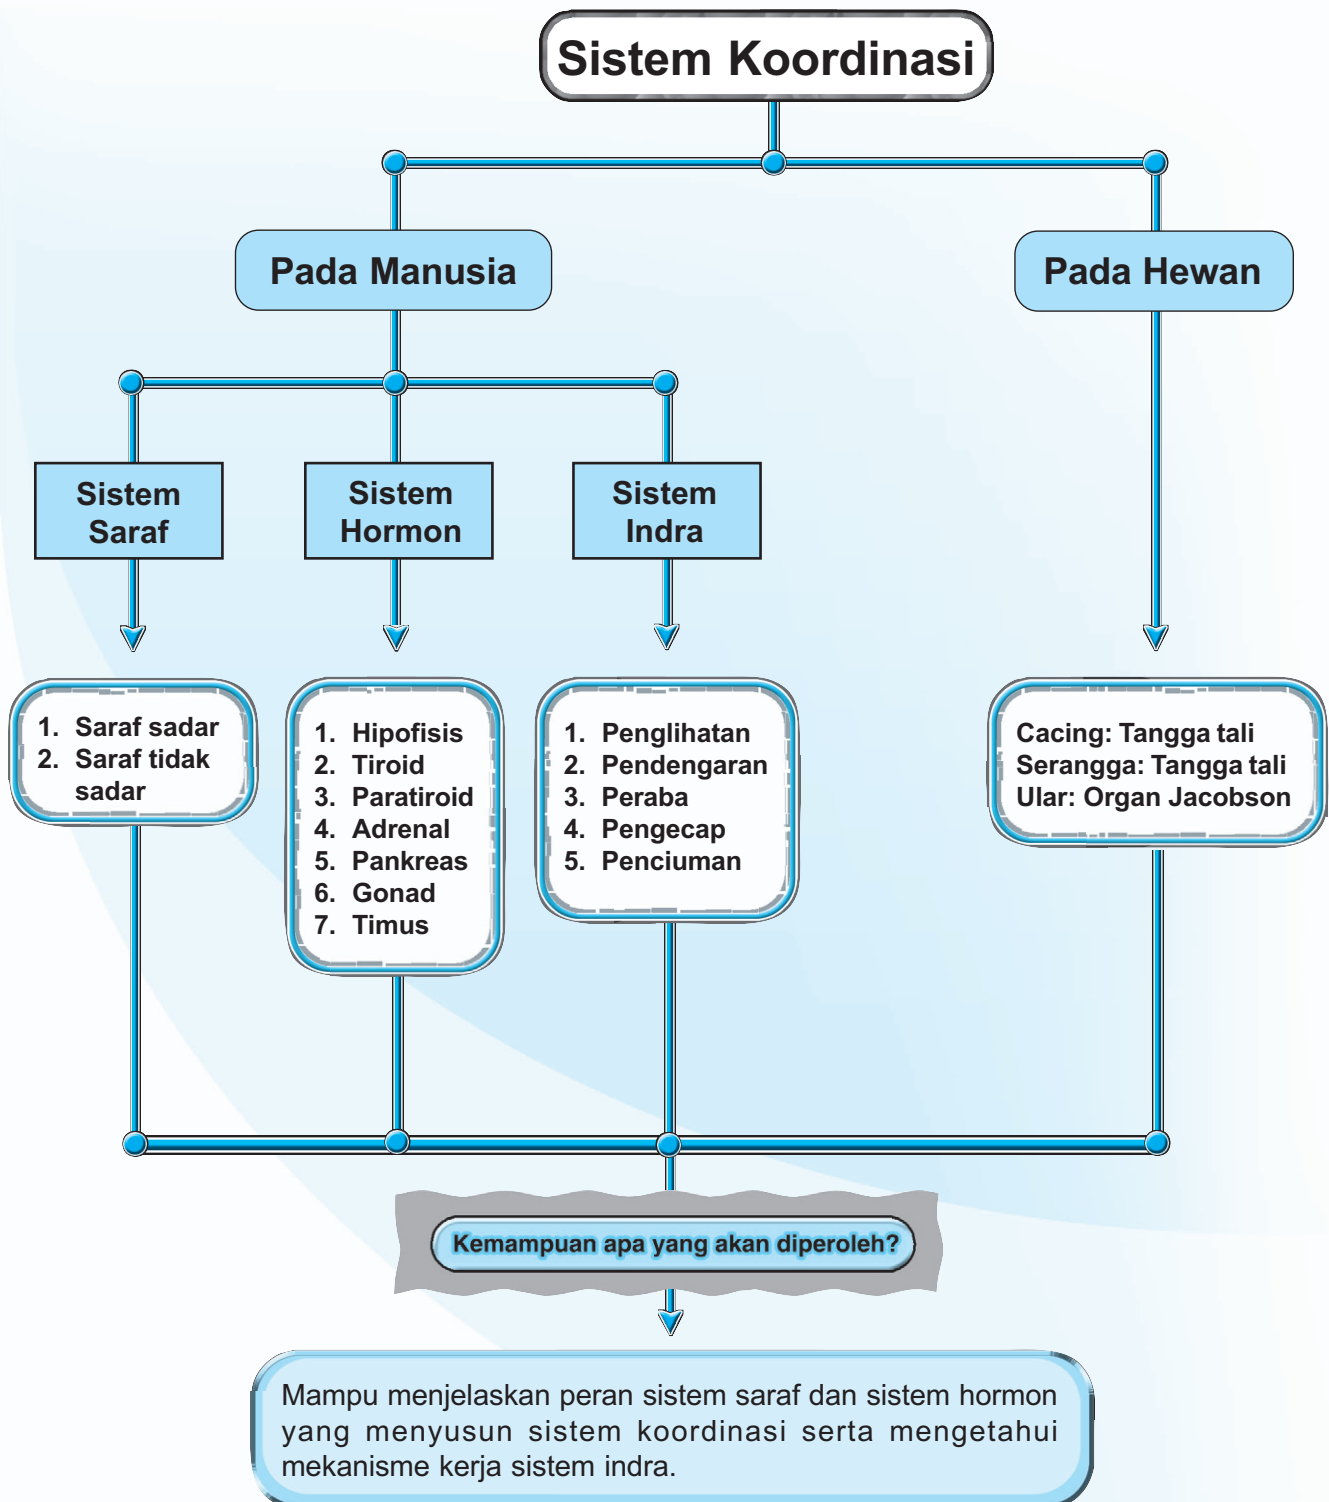 Sistem Koordinasi
Pada Manusia
Pada Hewan
Sistem
Saraf
Sistem
Hormon
Sistem
Indra
1. Saraf sadar
2. Saraf tidak
sadar
1. Hipofisis
2. Tiroid
3. Paratiroid
4. Adrenal
5. Pankreas
6. Gonad
7. Timus
1. Penglihatan
2. Pendengaran
3. Peraba
4. Pengecap
5. Penciuman
Cacing: Tangga tali
Serangga: Tangga tali
Ular: Organ Jacobson
Kemampuan apa yang akan diperoleh?
Mampu menjelaskan peran sistem saraf dan sistem hormon
yang menyusun sistem koordinasi serta mengetahui
mekanisme kerja sistem indra.